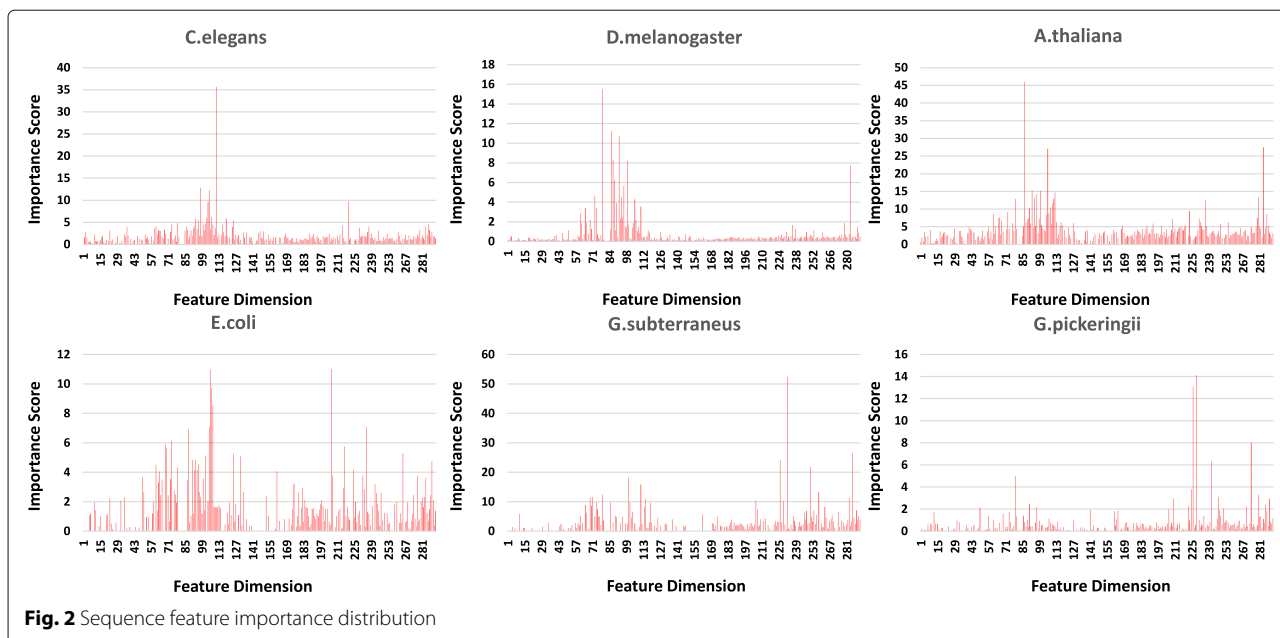 C.elegans
Importance Score
40
35
30
25
20
15
10
5
0
1 15 29 43 57 71 85 99 113 127 141 155 169 183 197 211 225 239 253 267 281
Feature Dimension
D.melanogaster
Importance Score
18
16
14
12
10
8
6
4
2
0
1 15 29 43 57 71 84 98 112 126 140 154 168 182 196 210 224 238 252 266 280
Feature Dimension
A.thaliana
Importance Score
50
45
40
35
30
25
20
15
10
5
0
1 15 29 43 57 71 85 99 113 127 141 155 169 183 197 211 225 239 253 267 281
Feature Dimension
E.coli
Importance Score
12
10
8
6
4
2
0
1 15 29 43 57 71 85 99 113 127 141 155 169 183 197 211 225 239 253 267 281
Feature Dimension
G.subterraneus
Importance Score
60
50
40
30
20
10
0
1 15 29 43 57 71 85 99 113 127 141 155 169 183 197 211 225 239 253 267 281
Feature Dimension
G.pickeringii
Importance Score
16
14
12
10
8
6
4
2
0
1 15 29 43 57 71 85 99 113 127 141 155 169 183 197 211 225 239 253 267 281
Feature Dimension
Fig. 2 Sequence feature importance distribution